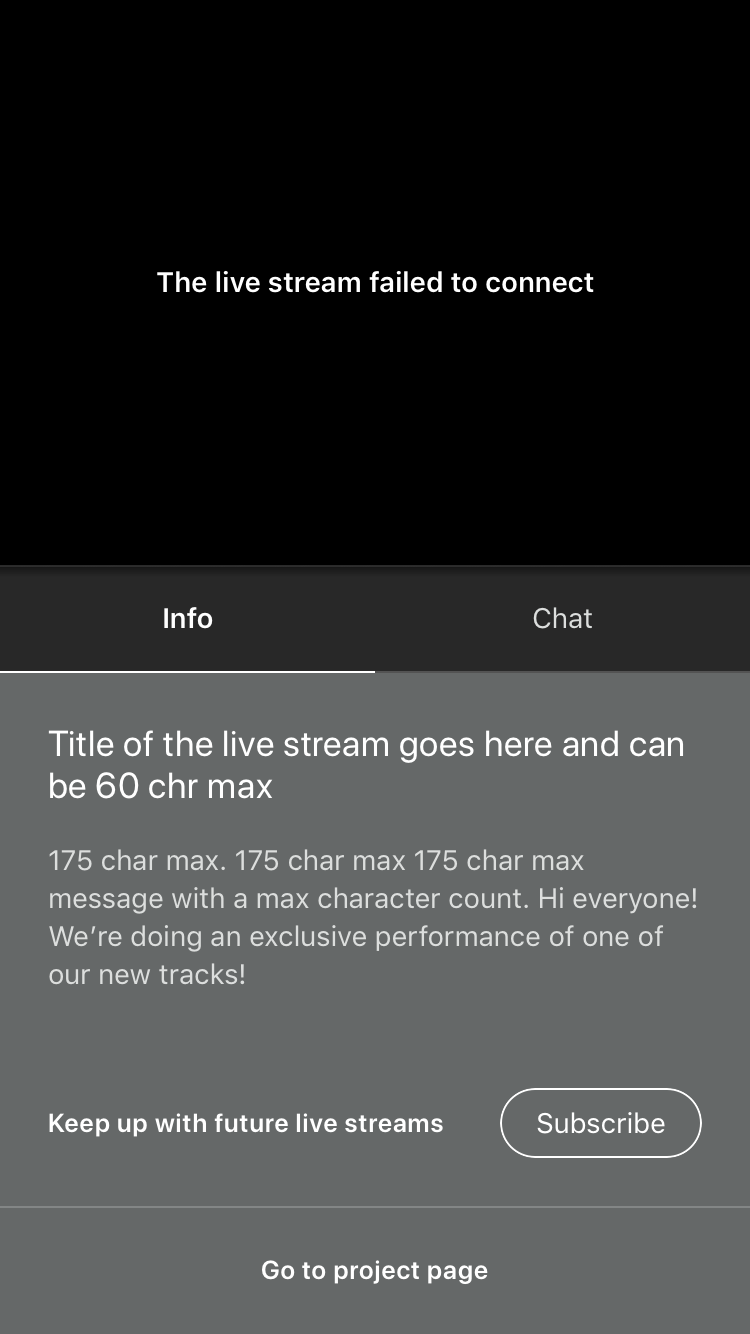 The live stream failed to connect
Info
Chat
Title of the live stream goes here and can
be 60 chr max
175 char max. 175 char max 175 char max
message with a max character count. Hi everyone!
We’re doing an exclusive performance of one of
our new tracks!
Keep up with future live streams
Subscribe
Go to project page